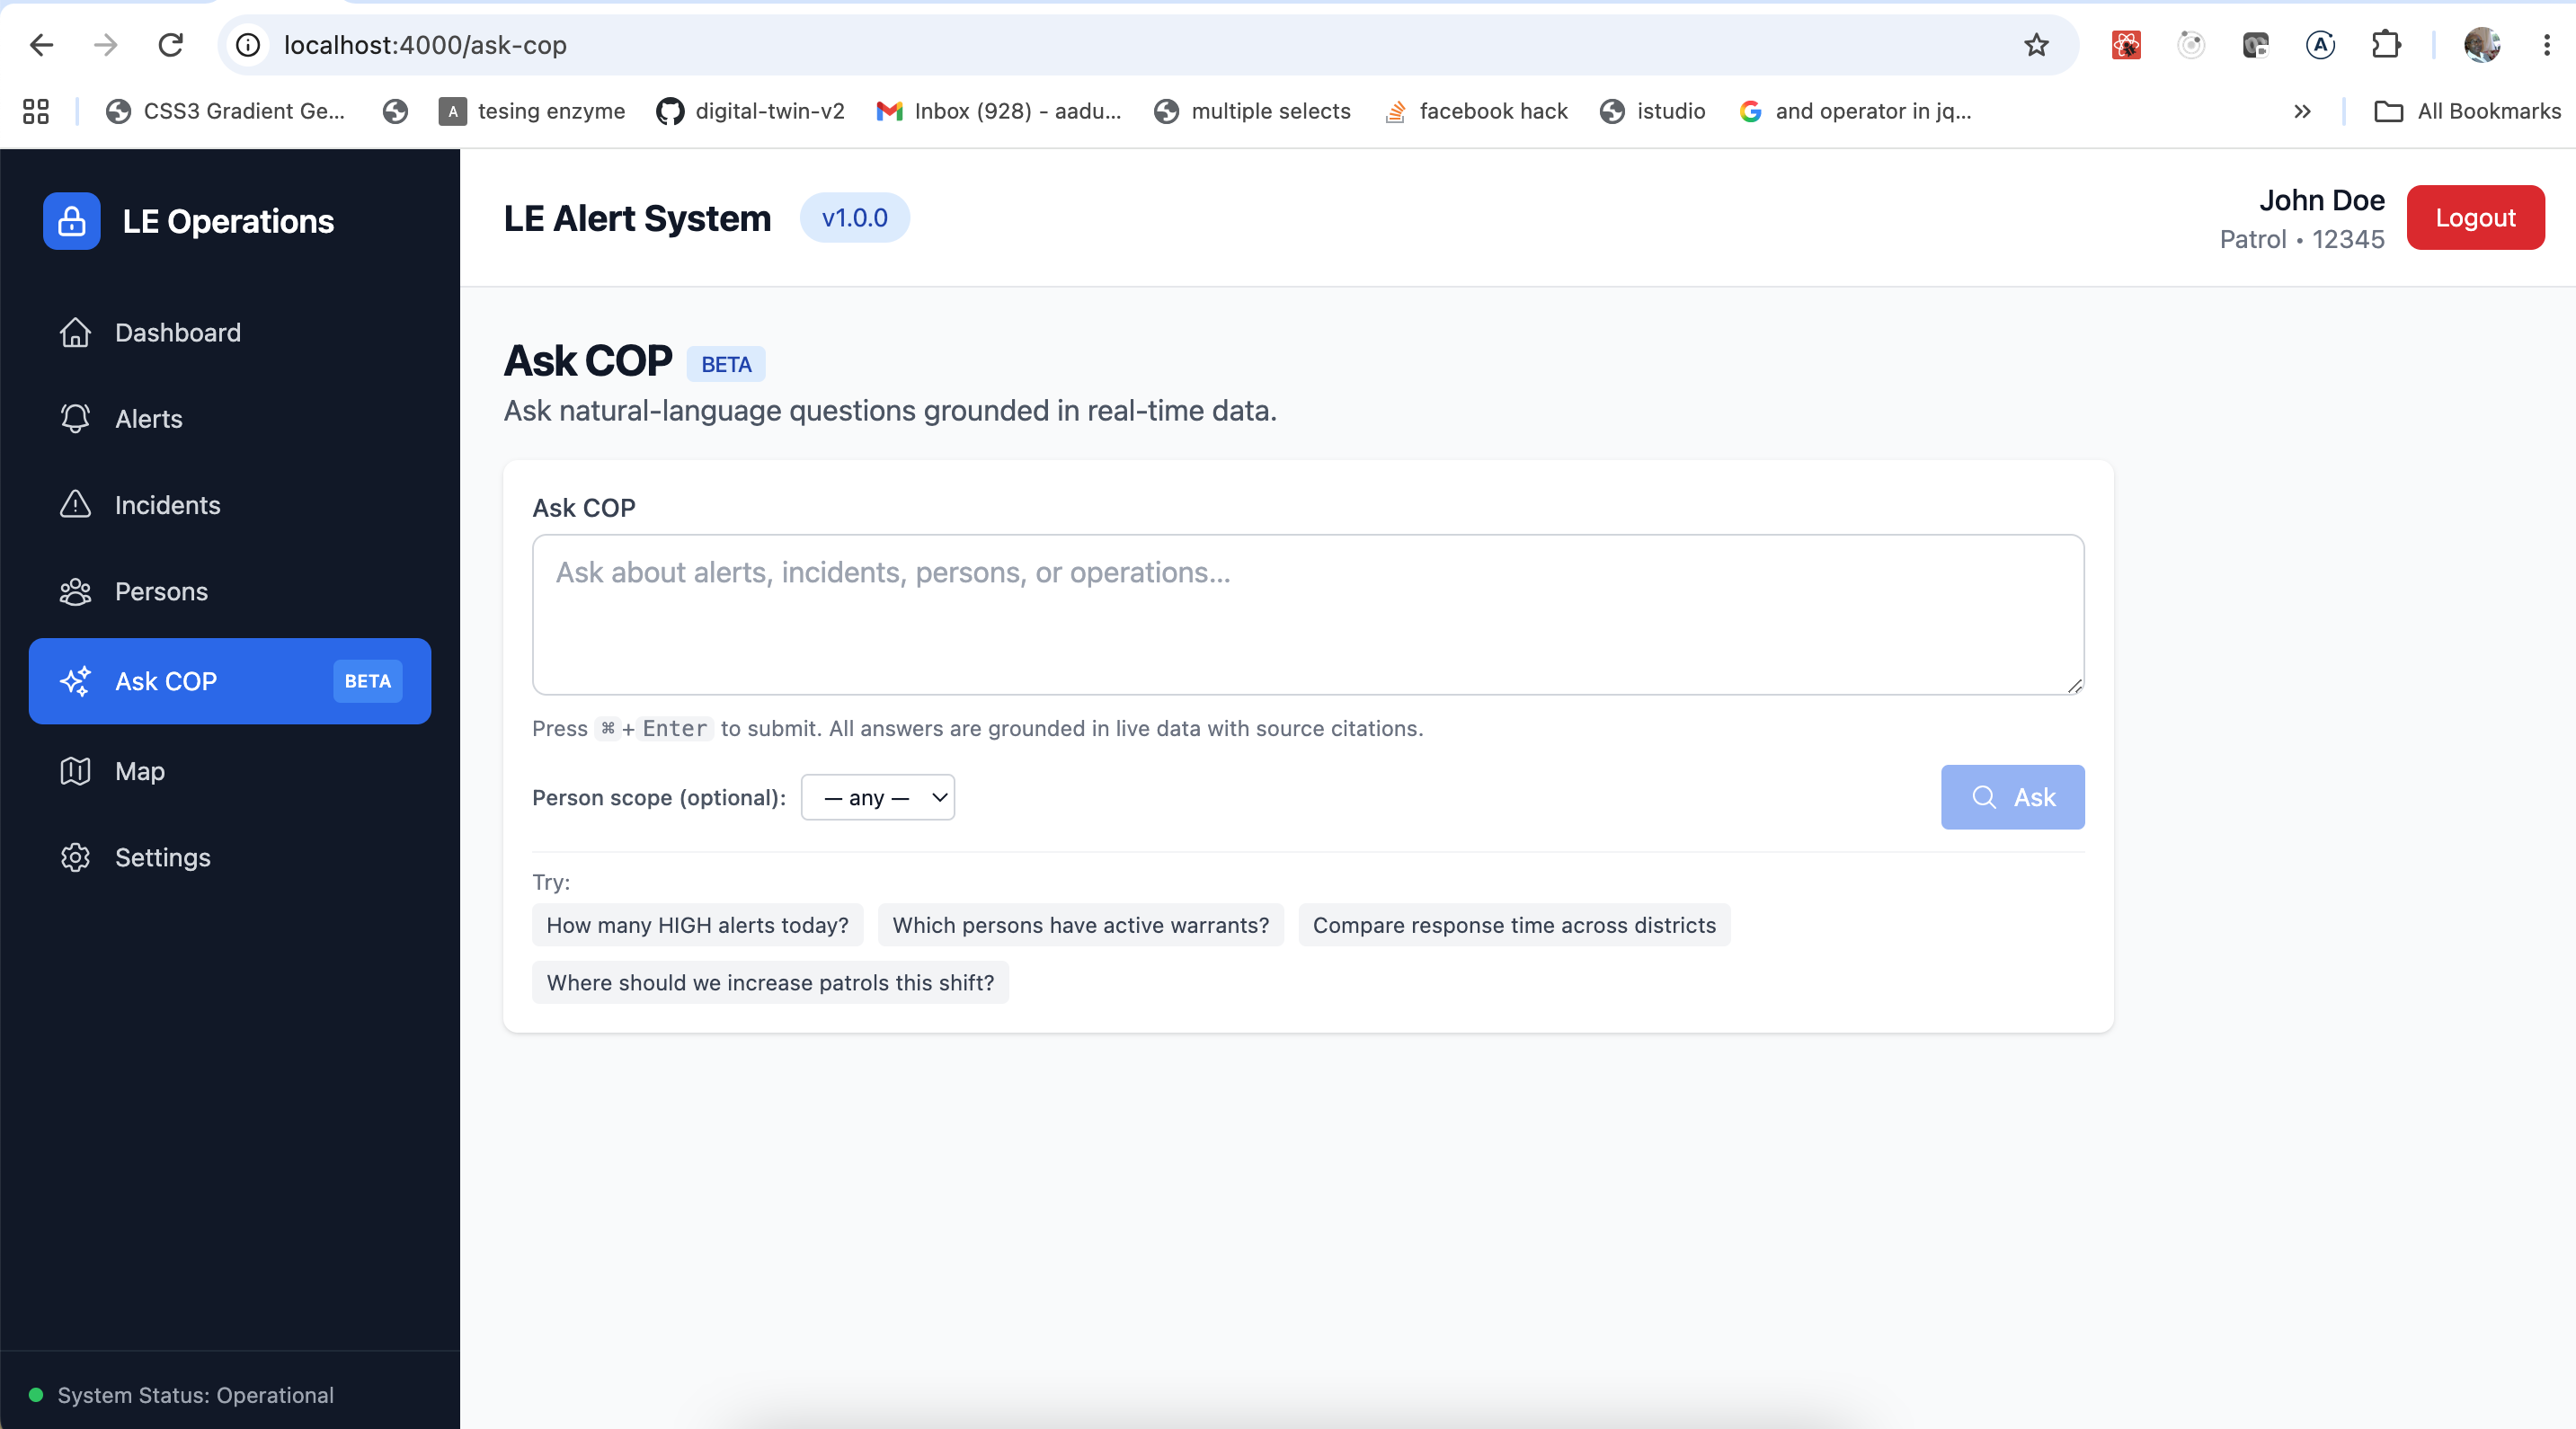 localhost:4000/ask-cop
CSS3 Gradient Ge...
A tesing enzyme
digital-twin-v2
Inbox (928) - aadu...
multiple selects
facebook hack
istudio
and operator in jq...
»
All Bookmarks
LE Operations
Dashboard
Alerts
Incidents
Persons
Ask COP BETA
Map
Settings
System Status: Operational
LE Alert System v1.0.0
John Doe
Patrol • 12345
Logout
Ask COP BETA
Ask natural-language questions grounded in real-time data.
Ask COP
Ask about alerts, incidents, persons, or operations...
Press ⌘+Enter to submit. All answers are grounded in live data with source citations.
Person scope (optional): — any —
Ask
Try:
How many HIGH alerts today? Which persons have active warrants? Compare response time across districts
Where should we increase patrols this shift?